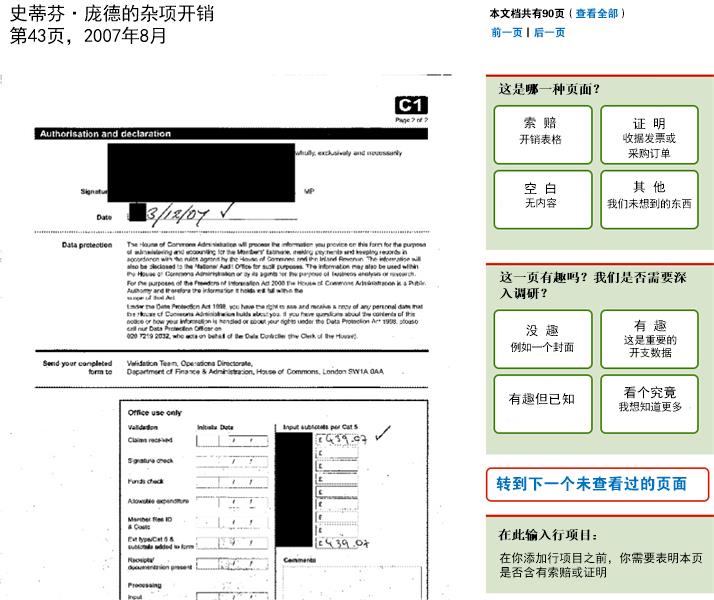 史蒂芬·庞德的杂项开销
第43页，2007年8月
本文档共有90页（查看全部）
前一页 | 后一页
C1
Page 2 of 2
Authorisation and declaration
wholly, exclusively and necessarily
Signatur
MP
Date
3/12/07 ✓
Data protection
The House of Commons Administration will process the information you provide on this form for the purpose
of administering and accounting for the Members' Estimate, making payments and keeping records in
accordance with the rules agreed by the House of Commons and the Inland Revenue. The information will
also be disclosed to the National Audit Office for audit purposes. The information may also be used within
the House of Commons Administration or by its agents for the purpose of business analysis or research.
For the purposes of the Freedom of Information Act 2000 the House of Commons Administration is a Public
Authority and therefore the information it holds will fall within the
scope of that Act.
Under the Data Protection Act 1998, you have the right to see and receive a copy of any personal data that
the House of Commons Administration holds about you. If you have questions about the contents of this
notice or how your information is handled or about your rights under the Data Protection Act 1998, please
call our Data Protection Officer on
020 7219 2032, who acts on behalf of the Data Controller (the Clerk of the House).
Send your completed
form to
Validation Team, Operations Directorate,
Department of Finance & Administration, House of Commons, London SW1A 0AA
Office use only
Validation
Initials Date
Input subtotals per Cat 5
Claims received
£ 439.07 ✓
Signature check
£
Funds check
£
Allowable expenditure
£
Member Res ID
& Costc
£
Ext type/Cat 5 &
subtotals added to form
£ 439.07
Receipts/
documentation present
Comments
Processing
Input
这是哪一种页面？
索 赔
开销表格
证 明
收据发票或
采购订单
空 白
无内容
其 他
我们未想到的东西
这一页有趣吗？我们是否需要深
入调研？
没 趣
例如一个封面
有 趣
这是重要的
开支数据
有趣但已知
看个究竟
我想知道更多
转到下一个未查看过的页面
在此输入行项目：
在你添加行项目之前，你需要表明本页
是否含有索赔或证明